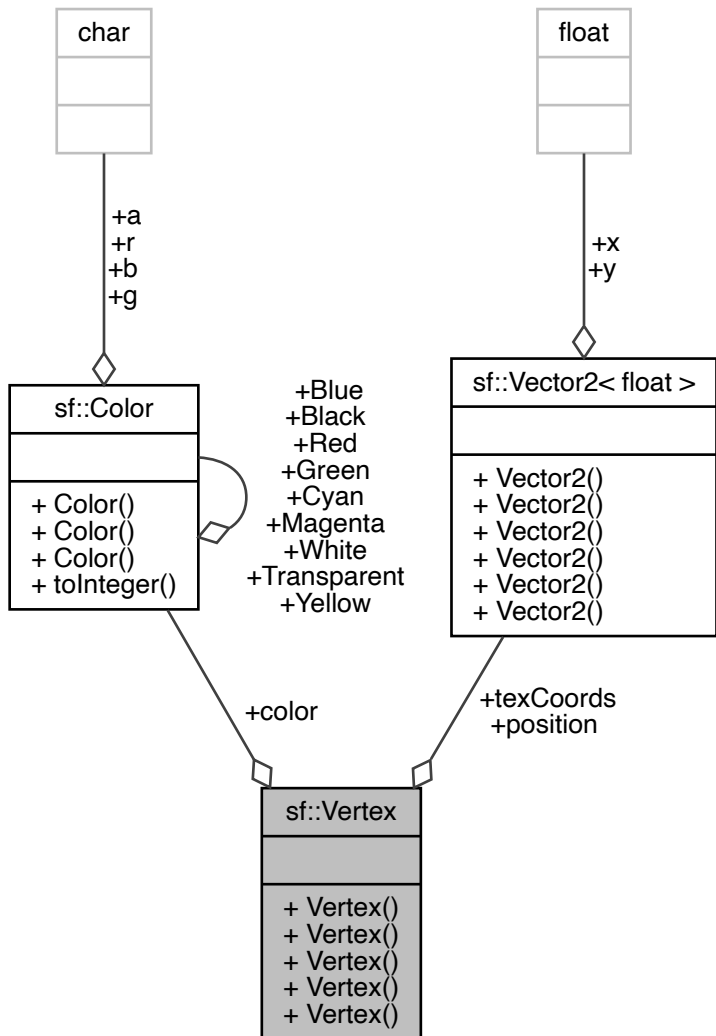 char
float
+a
+r
+b
+g
+x
+y
sf::Color
+ Color()
+ Color()
+ Color()
+ toInteger()
+Blue
+Black
+Red
+Green
+Cyan
+Magenta
+White
+Transparent
+Yellow
sf::Vector2< float >
+ Vector2()
+ Vector2()
+ Vector2()
+ Vector2()
+ Vector2()
+ Vector2()
+color
+texCoords
+position
sf::Vertex
+ Vertex()
+ Vertex()
+ Vertex()
+ Vertex()
+ Vertex()